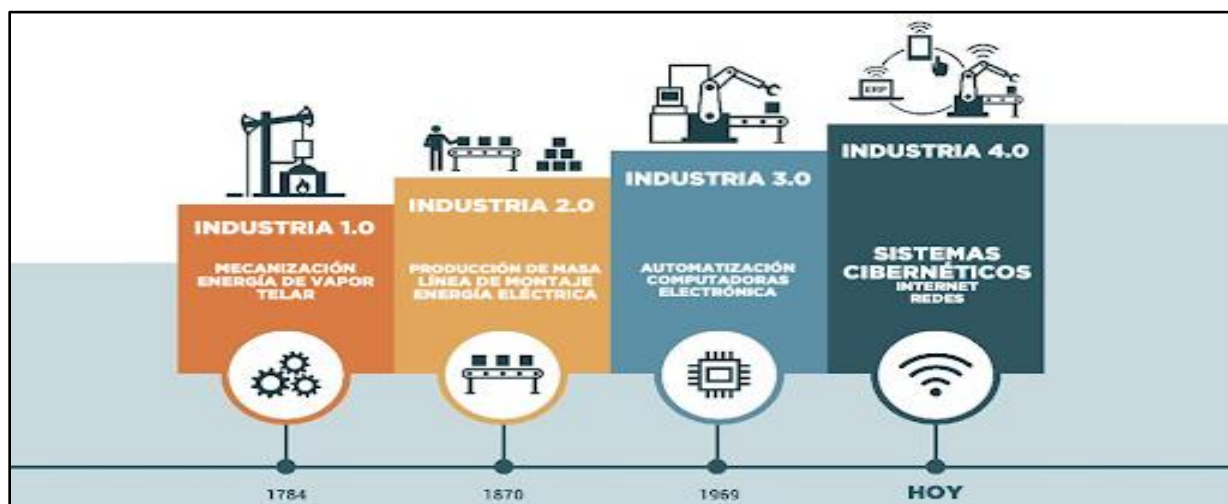 ERP
INDUSTRIA 1.0
MECANIZACIÓN
ENERGÍA DE VAPOR
TELAR
INDUSTRIA 2.0
PRODUCCIÓN DE MASA
LÍNEA DE MONTAJE
ENERGÍA ELÉCTRICA
INDUSTRIA 3.0
AUTOMATIZACIÓN
COMPUTADORAS
ELECTRÓNICA
INDUSTRIA 4.0
SISTEMAS
CIBERNÉTICOS
INTERNET
REDES
1784
1870
1969
HOY